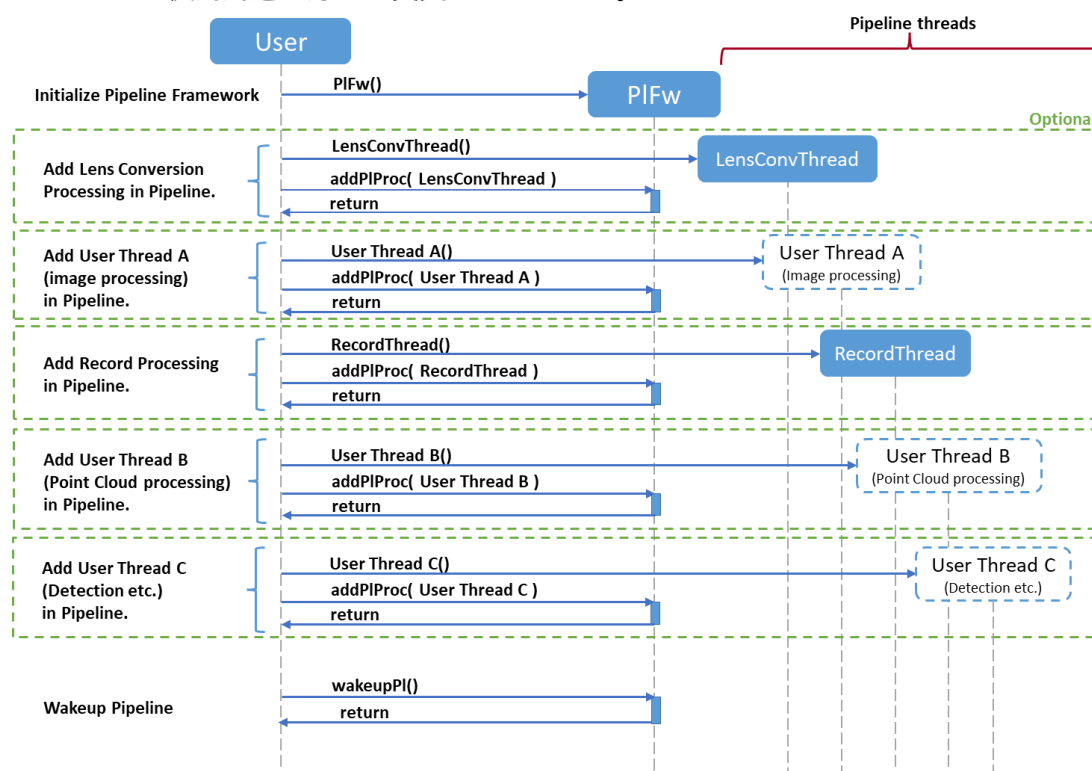 User
Pipeline threads
Initialize Pipeline Framework
PlFw()
PlFw
Optiona
Add Lens Conversion
Processing in Pipeline.
LensConvThread()
LensConvThread
addPlProc( LensConvThread )
return
Add User Thread A
(image processing)
in Pipeline.
User Thread A()
User Thread A
(Image processing)
addPlProc( User Thread A )
return
Add Record Processing
in Pipeline.
RecordThread()
RecordThread
addPlProc( RecordThread )
return
Add User Thread B
(Point Cloud processing)
in Pipeline.
User Thread B()
User Thread B
(Point Cloud processing)
addPlProc( User Thread B )
return
Add User Thread C
(Detection etc.)
in Pipeline.
User Thread C()
User Thread C
(Detection etc.)
addPlProc( User Thread C )
return
Wakeup Pipeline
wakeupPl()
return